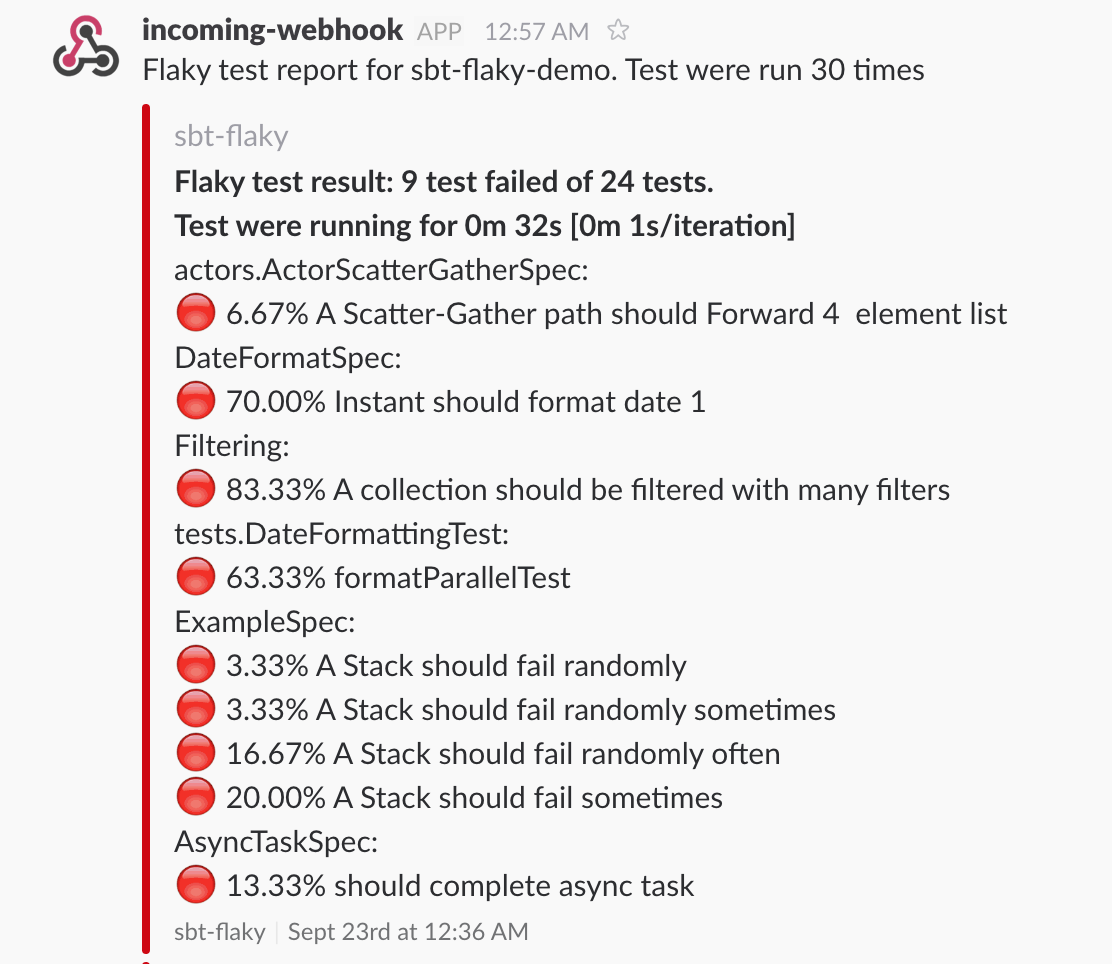 incoming-webhook APP 12:57 AM
Flaky test report for sbt-flaky-demo. Test were run 30 times
sbt-flaky
Flaky test result: 9 test failed of 24 tests.
Test were running for 0m 32s [0m 1s/iteration]
actors.ActorScatterGatherSpec:
6.67% A Scatter-Gather path should Forward 4  element list
DateFormatSpec:
70.00% Instant should format date 1
Filtering:
83.33% A collection should be filtered with many filters
tests.DateFormattingTest:
63.33% formatParallelTest
ExampleSpec:
3.33% A Stack should fail randomly
3.33% A Stack should fail randomly sometimes
16.67% A Stack should fail randomly often
20.00% A Stack should fail sometimes
AsyncTaskSpec:
13.33% should complete async task
sbt-flaky | Sept 23rd at 12:36 AM